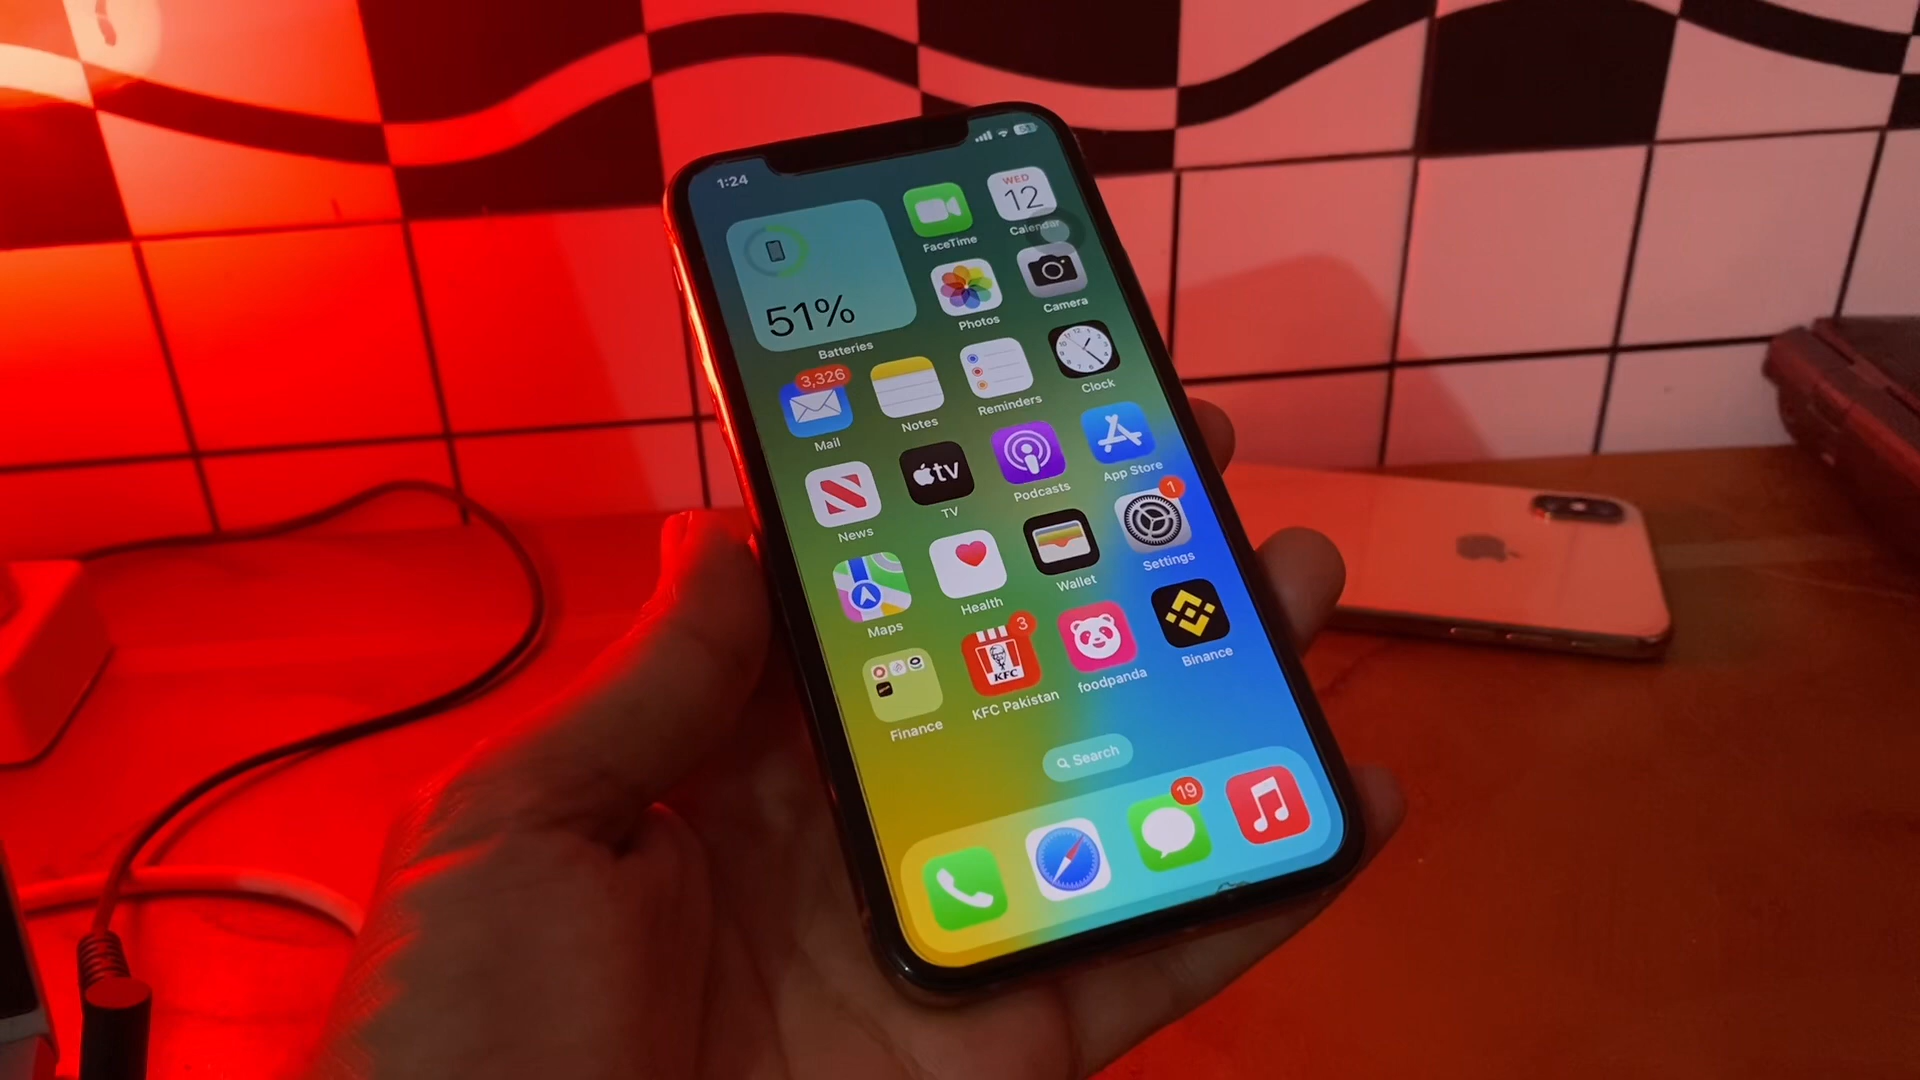 1:24
51
51%
Batteries
FaceTime
WED
12
Calendar
Photos
Camera
3,326
Mail
Notes
Reminders
Clock
News
tv
TV
Podcasts
App Store
Maps
Health
Wallet
1
Settings
Finance
3
KFC
KFC Pakistan
foodpanda
Binance
Search
19